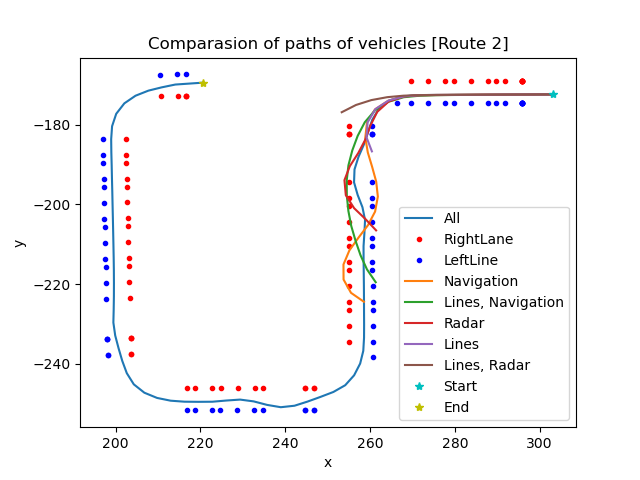 Comparasion of paths of vehicles [Route 2]
y
−180
−200
−220
−240
200
220
240
260
280
300
x
All
RightLane
LeftLine
Navigation
Lines, Navigation
Radar
Lines
Lines, Radar
Start
End